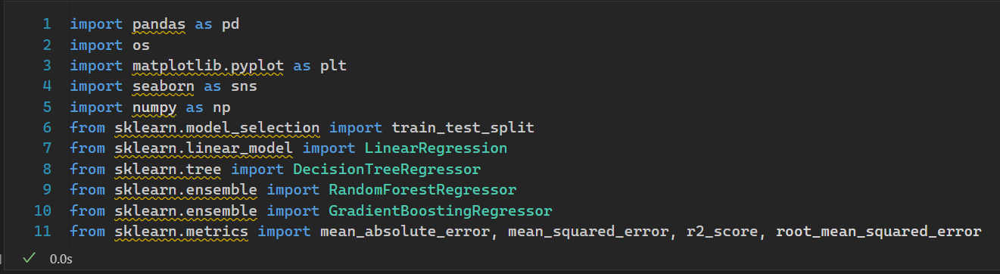 1 import pandas as pd
2 import os
3 import matplotlib.pyplot as plt
4 import seaborn as sns
5 import numpy as np
6 from sklearn.model_selection import train_test_split
7 from sklearn.linear_model import LinearRegression
8 from sklearn.tree import DecisionTreeRegressor
9 from sklearn.ensemble import RandomForestRegressor
10 from sklearn.ensemble import GradientBoostingRegressor
11 from sklearn.metrics import mean_absolute_error, mean_squared_error, r2_score, root_mean_squared_error
✓ 0.0s